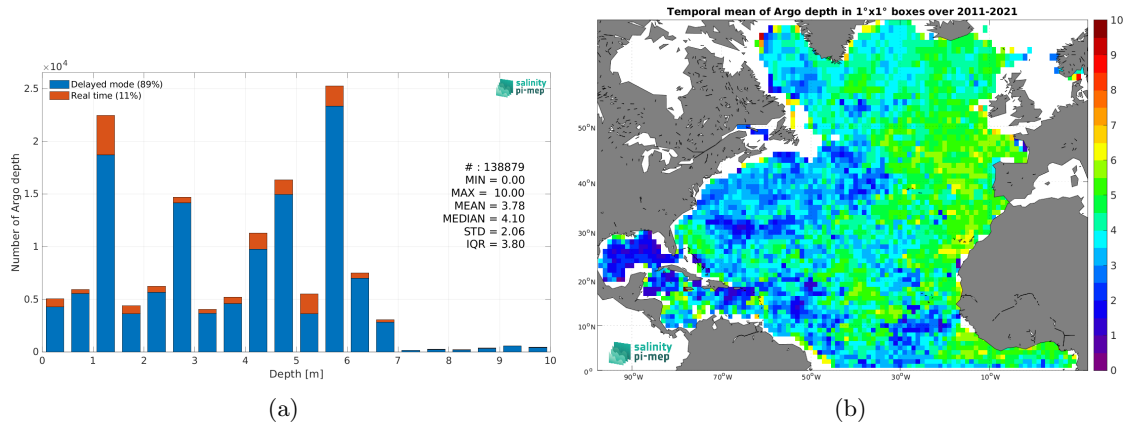 ×10⁴
Delayed mode (89%)
Real time (11%)
salinity
pi-mep
# : 138879
MIN = 0.00
MAX = 10.00
MEAN = 3.78
MEDIAN = 4.10
STD = 2.06
IQR = 3.80
Number of Argo depth
2.5
2
1.5
1
0.5
0
0 1 2 3 4 5 6 7 8 9 10
Depth [m]
(a)
Temporal mean of Argo depth in 1°x1° boxes over 2011-2021
50°N
40°N
30°N
20°N
10°N
0°
90°W 70°W 50°W 30°W 10°W
salinity
pi-mep
10
9
8
7
6
5
4
3
2
1
0
(b)